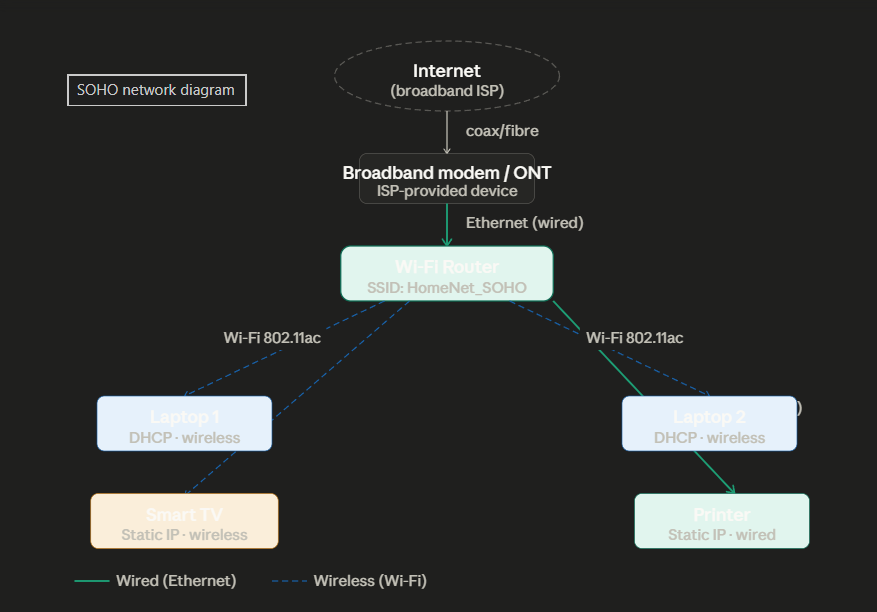 Internet
(broadband ISP)
SOHO network diagram
coax/fibre
Broadband modem / ONT
ISP-provided device
Ethernet (wired)
Wi-Fi Router
SSID: HomeNet_SOHO
Wi-Fi 802.11ac
Wi-Fi 802.11ac
Laptop 1
DHCP · wireless
Laptop 2
DHCP · wireless
)
Smart TV
Static IP · wireless
Printer
Static IP · wired
Wired (Ethernet)
Wireless (Wi-Fi)